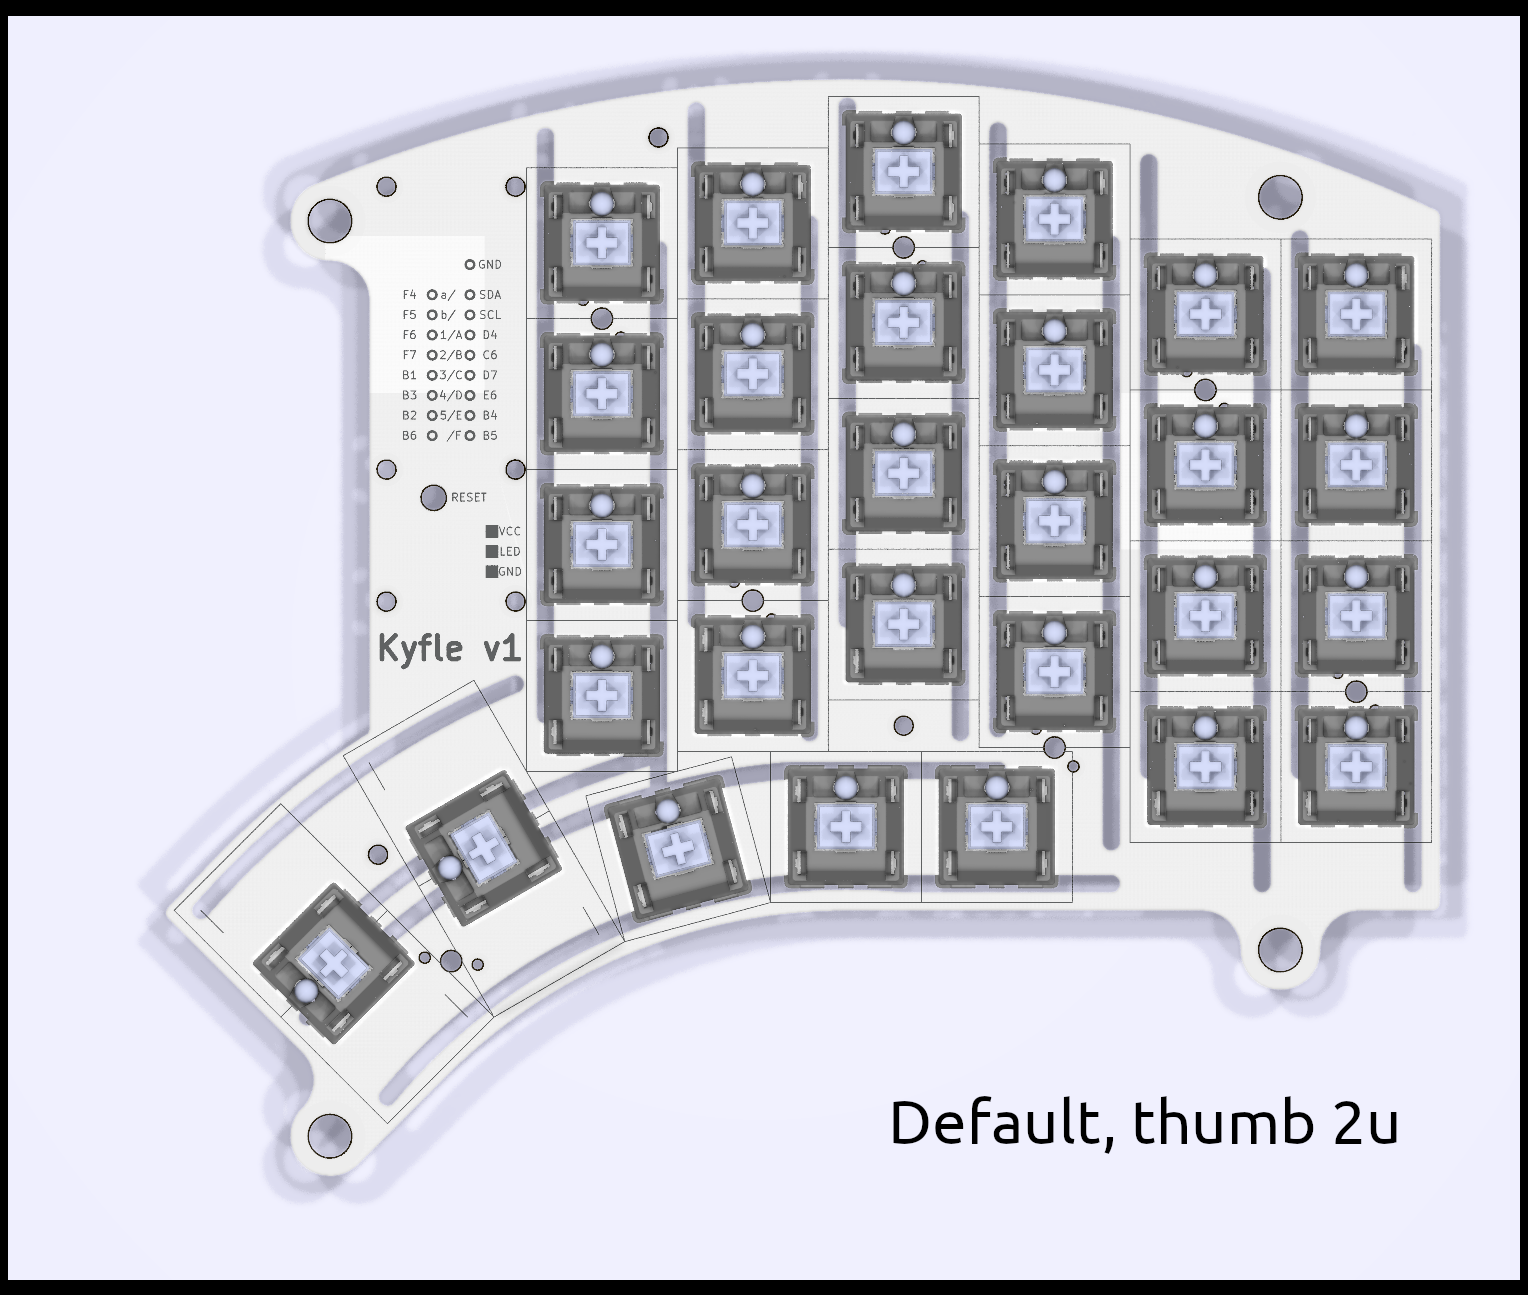 GND
F4 a/ SDA
F5 b/ SCL
F6 1/A D4
F7 2/B C6
B1 3/C D7
B3 4/D E6
B2 5/E B4
B6 /F B5
RESET
VCC
LED
GND
Kyfle v1
Default, thumb 2u